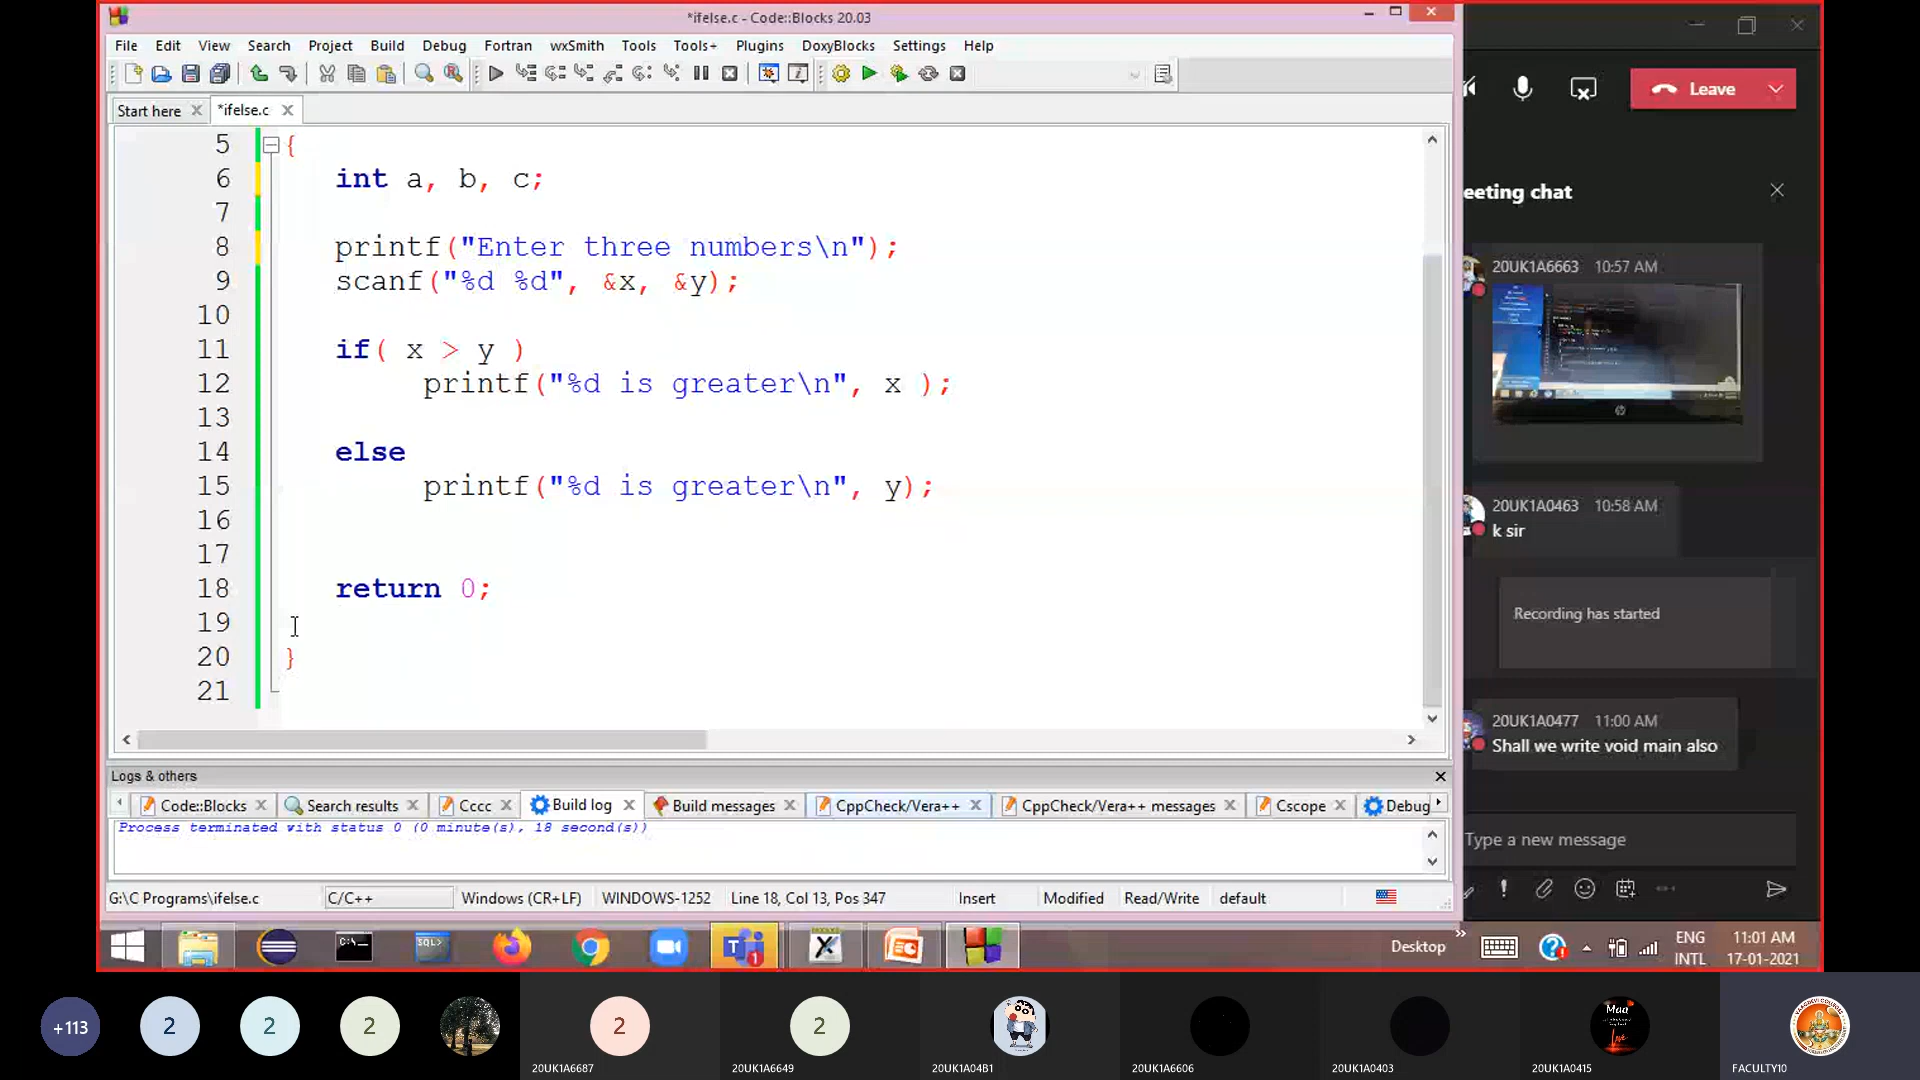 *ifelse.c - Code::Blocks 20.03
File Edit View Search Project Build Debug Fortran wxSmith Tools Tools+ Plugins DoxyBlocks Settings Help
Start here *ifelse.c
5 {
6 int a, b, c;
7
8 printf("Enter three numbers\n");
9 scanf("%d %d", &x, &y);
10
11 if( x > y )
12 printf("%d is greater\n", x );
13
14 else
15 printf("%d is greater\n", y);
16
17
18 return 0;
19
20 }
21
Logs & others
Code::Blocks Search results Cccc Build log Build messages CppCheck/Vera++ CppCheck/Vera++ messages Cscope Debug
Process terminated with status 0 (0 minute(s), 18 second(s))
G:\C Programs\ifelse.c C/C++ Windows (CR+LF) WINDOWS-1252 Line 18, Col 13, Pos 347 Insert Modified Read/Write default
Leave
eeting chat
20UK1A6663 10:57 AM
20UK1A0463 10:58 AM
k sir
Recording has started
20UK1A0477 11:00 AM
Shall we write void main also
Type a new message
Desktop
ENG
INTL
11:01 AM
17-01-2021
+113 2 2 2 2 2
Maa
Love
20UK1A6687 20UK1A6649 20UK1A04B1 20UK1A6606 20UK1A0403 20UK1A0415 FACULTY10